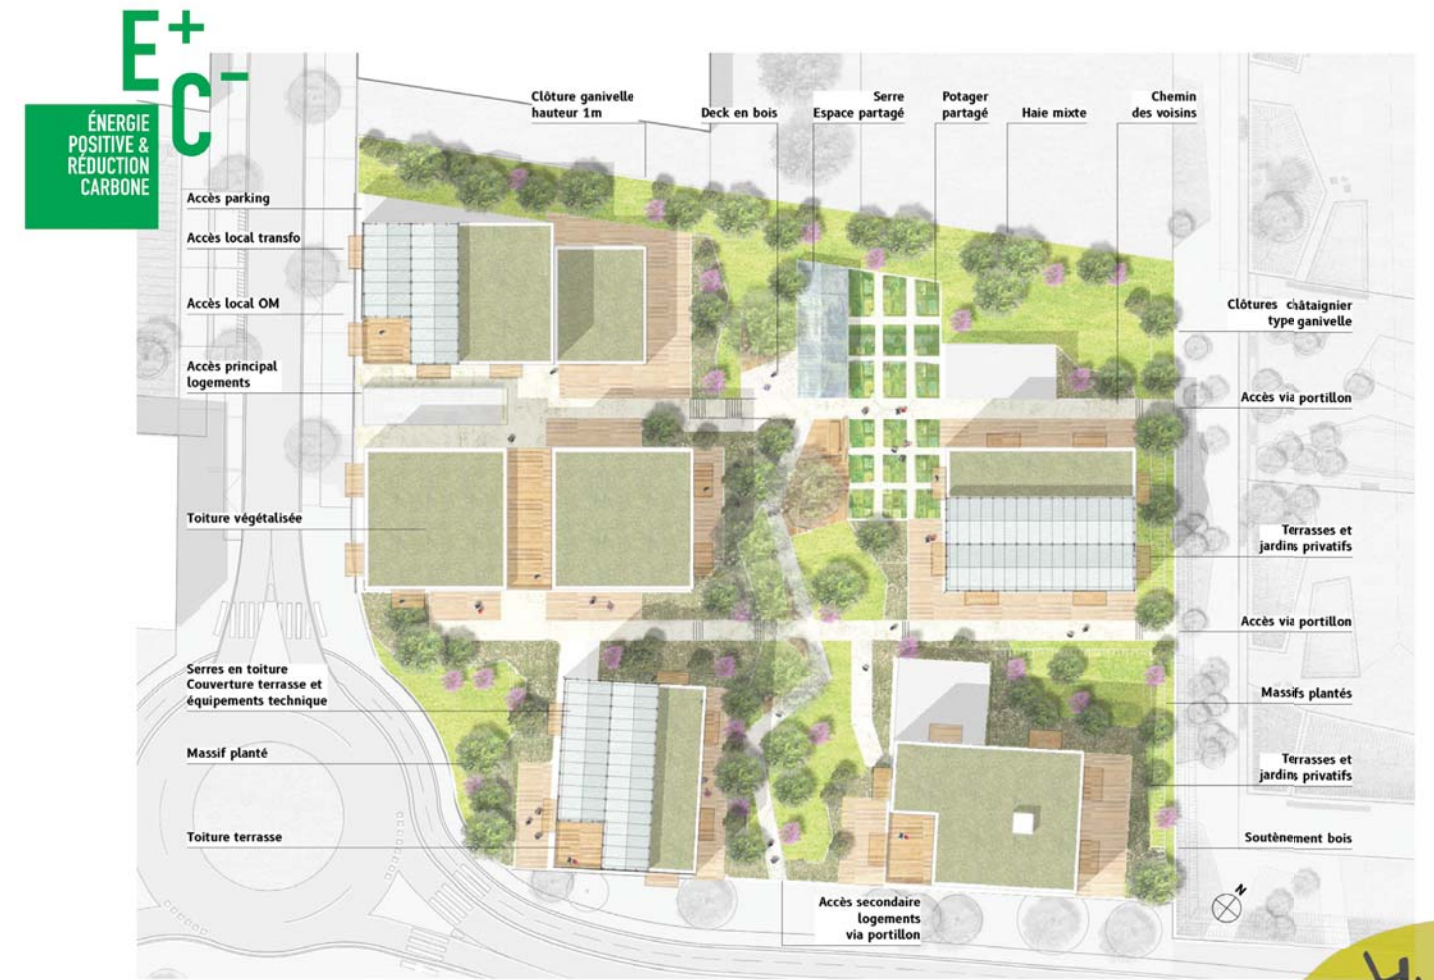 E+
C-
ÉNERGIE
POSITIVE &
RÉDUCTION
CARBONE
Clôture ganivelle
hauteur 1m
Deck en bois
Serre
Espace partagé
Potager
partagé
Haie mixte
Chemin
des voisins
Accès parking
Accès local transfo
Accès local OM
Accès principal
logements
Toiture végétalisée
Serres en toiture
Couverture terrasse et
équipements technique
Massif planté
Toiture terrasse
Clôtures châtaignier
type ganivelle
Accès via portillon
Terrasses et
jardins privatifs
Accès via portillon
Massifs plantés
Terrasses et
jardins privatifs
Soutènement bois
Accès secondaire
logements
via portillon
N